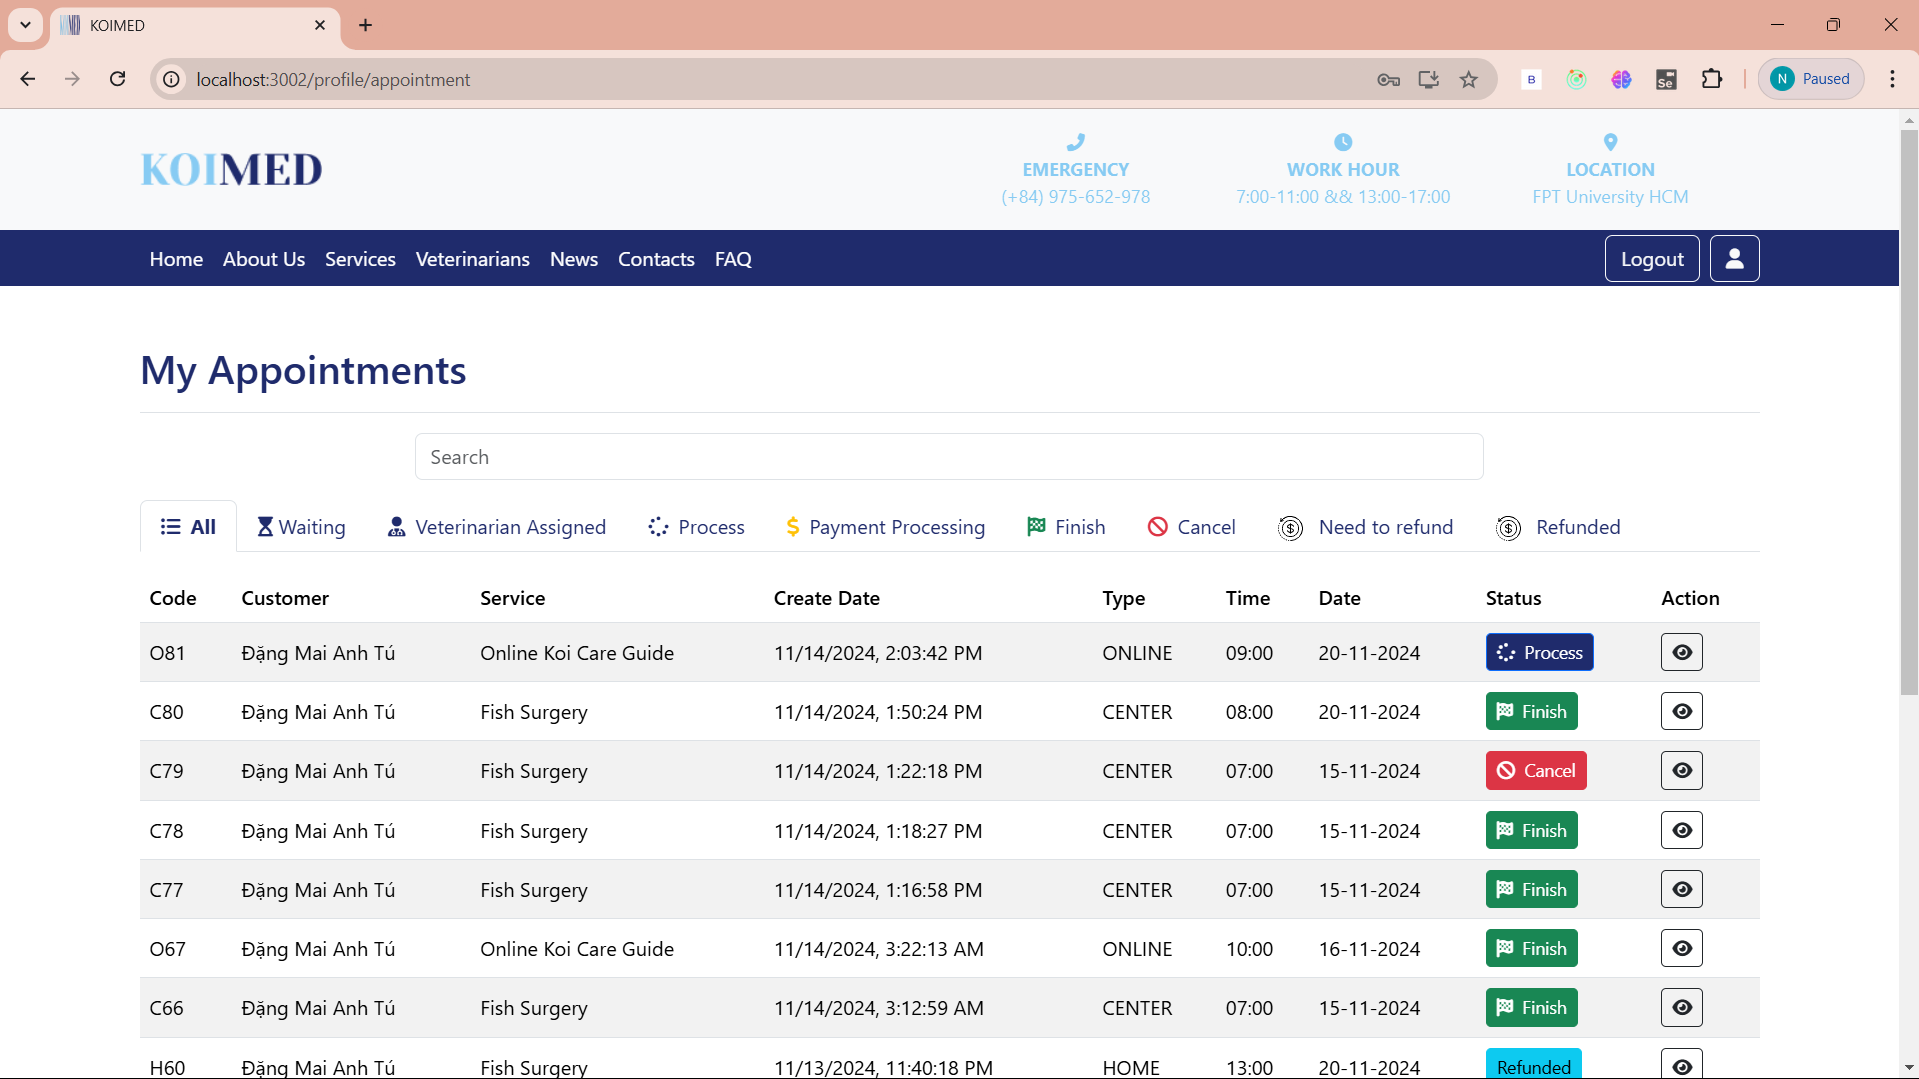 KOIMED
localhost:3002/profile/appointment
B
Se
N Paused
KOIMED
EMERGENCY
(+84) 975-652-978
WORK HOUR
7:00-11:00 && 13:00-17:00
LOCATION
FPT University HCM
Home About Us Services Veterinarians News Contacts FAQ Logout
My Appointments
Search
All Waiting Veterinarian Assigned Process Payment Processing Finish Cancel Need to refund Refunded
Code Customer Service Create Date Type Time Date Status Action
O81 Đặng Mai Anh Tú Online Koi Care Guide 11/14/2024, 2:03:42 PM ONLINE 09:00 20-11-2024 Process
C80 Đặng Mai Anh Tú Fish Surgery 11/14/2024, 1:50:24 PM CENTER 08:00 20-11-2024 Finish
C79 Đặng Mai Anh Tú Fish Surgery 11/14/2024, 1:22:18 PM CENTER 07:00 15-11-2024 Cancel
C78 Đặng Mai Anh Tú Fish Surgery 11/14/2024, 1:18:27 PM CENTER 07:00 15-11-2024 Finish
C77 Đặng Mai Anh Tú Fish Surgery 11/14/2024, 1:16:58 PM CENTER 07:00 15-11-2024 Finish
O67 Đặng Mai Anh Tú Online Koi Care Guide 11/14/2024, 3:22:13 AM ONLINE 10:00 16-11-2024 Finish
C66 Đặng Mai Anh Tú Fish Surgery 11/14/2024, 3:12:59 AM CENTER 07:00 15-11-2024 Finish
H60 Đặng Mai Anh Tú Fish Surgery 11/13/2024, 11:40:18 PM HOME 13:00 20-11-2024 Refunded